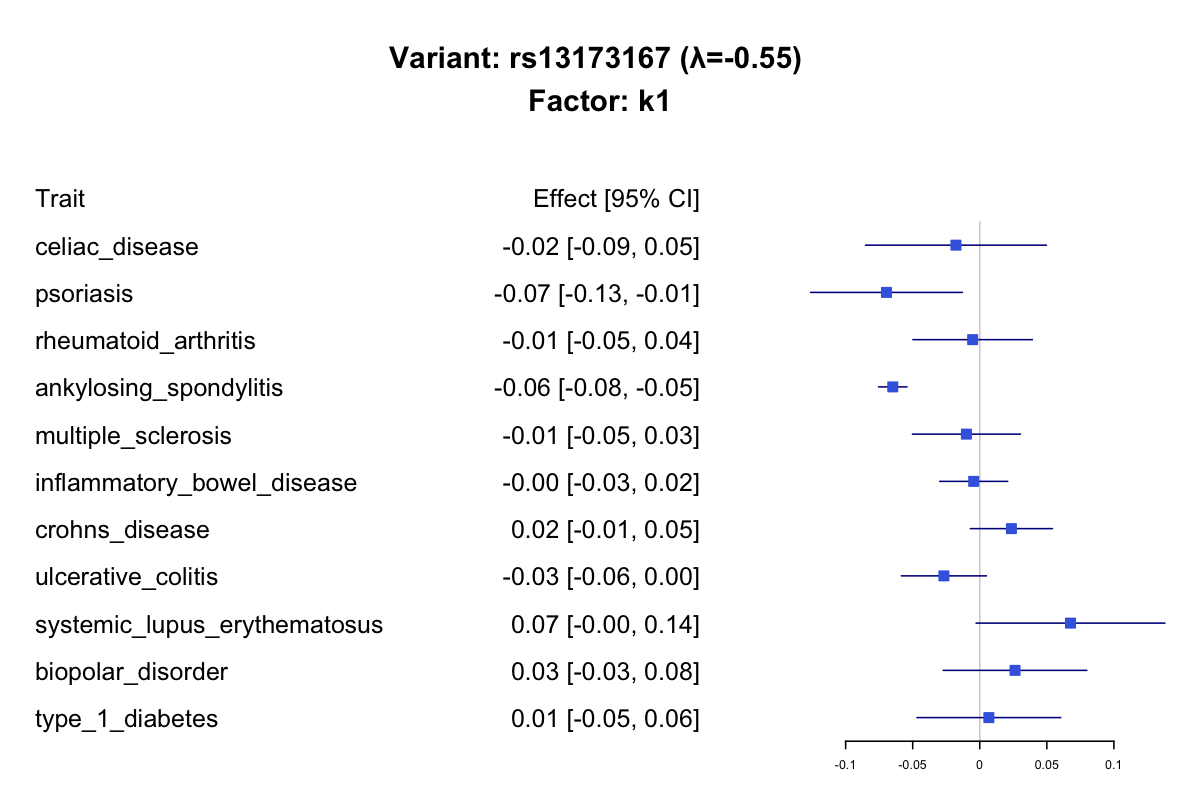 Variant: rs13173167 (λ=-0.55)
Factor: k1
Trait Effect [95% CI]
celiac_disease -0.02 [-0.09, 0.05]
psoriasis -0.07 [-0.13, -0.01]
rheumatoid_arthritis -0.01 [-0.05, 0.04]
ankylosing_spondylitis -0.06 [-0.08, -0.05]
multiple_sclerosis -0.01 [-0.05, 0.03]
inflammatory_bowel_disease -0.00 [-0.03, 0.02]
crohns_disease 0.02 [-0.01, 0.05]
ulcerative_colitis -0.03 [-0.06, 0.00]
systemic_lupus_erythematosus 0.07 [-0.00, 0.14]
biopolar_disorder 0.03 [-0.03, 0.08]
type_1_diabetes 0.01 [-0.05, 0.06]
-0.1 -0.05 0 0.05 0.1